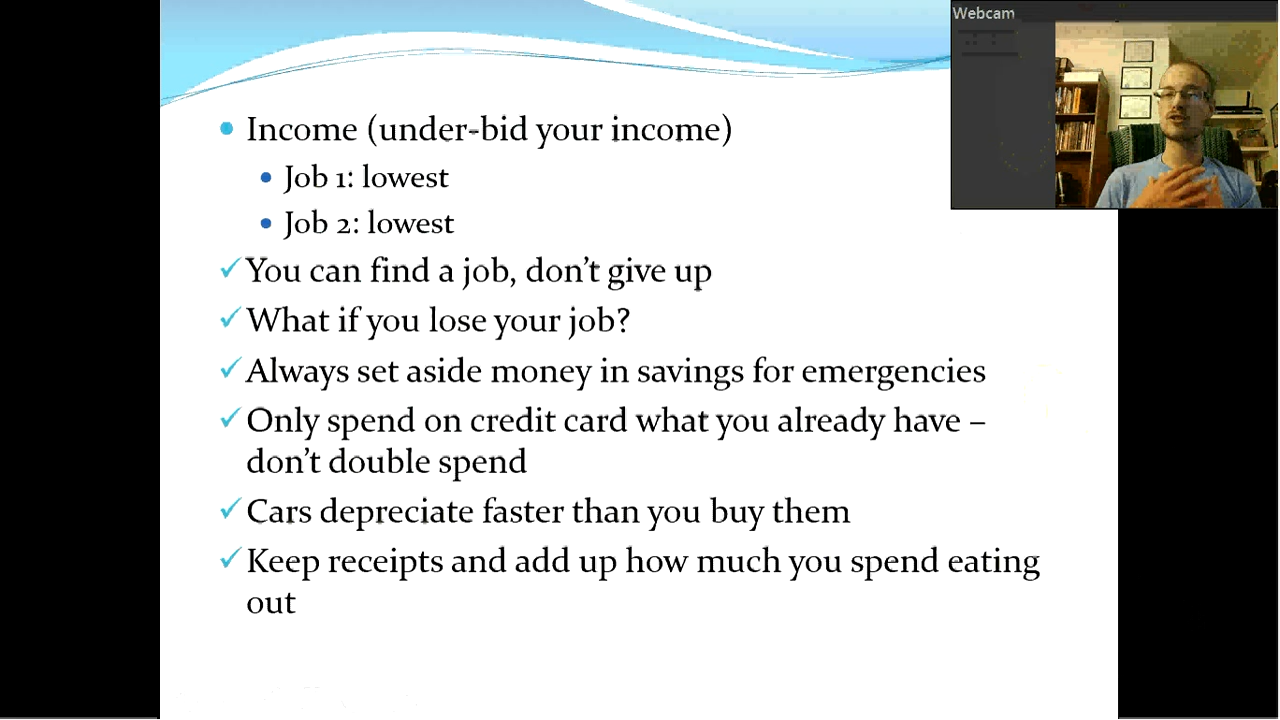 Webcam
Income (under-bid your income)
Job 1: lowest
Job 2: lowest
You can find a job, don't give up
What if you lose your job?
Always set aside money in savings for emergencies
Only spend on credit card what you already have –
don't double spend
Cars depreciate faster than you buy them
Keep receipts and add up how much you spend eating
out